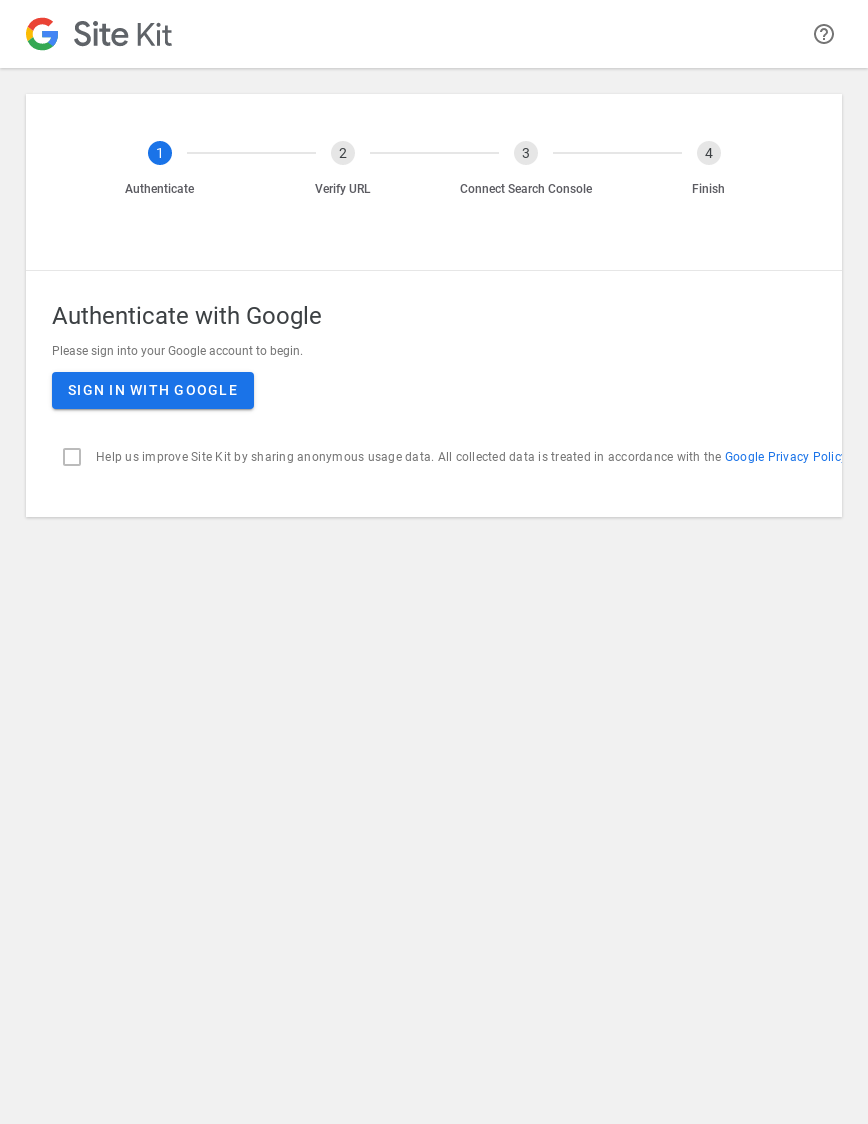 Site Kit
1 2 3 4
Authenticate Verify URL Connect Search Console Finish
Authenticate with Google
Please sign into your Google account to begin.
SIGN IN WITH GOOGLE
Help us improve Site Kit by sharing anonymous usage data. All collected data is treated in accordance with the Google Privacy Policy